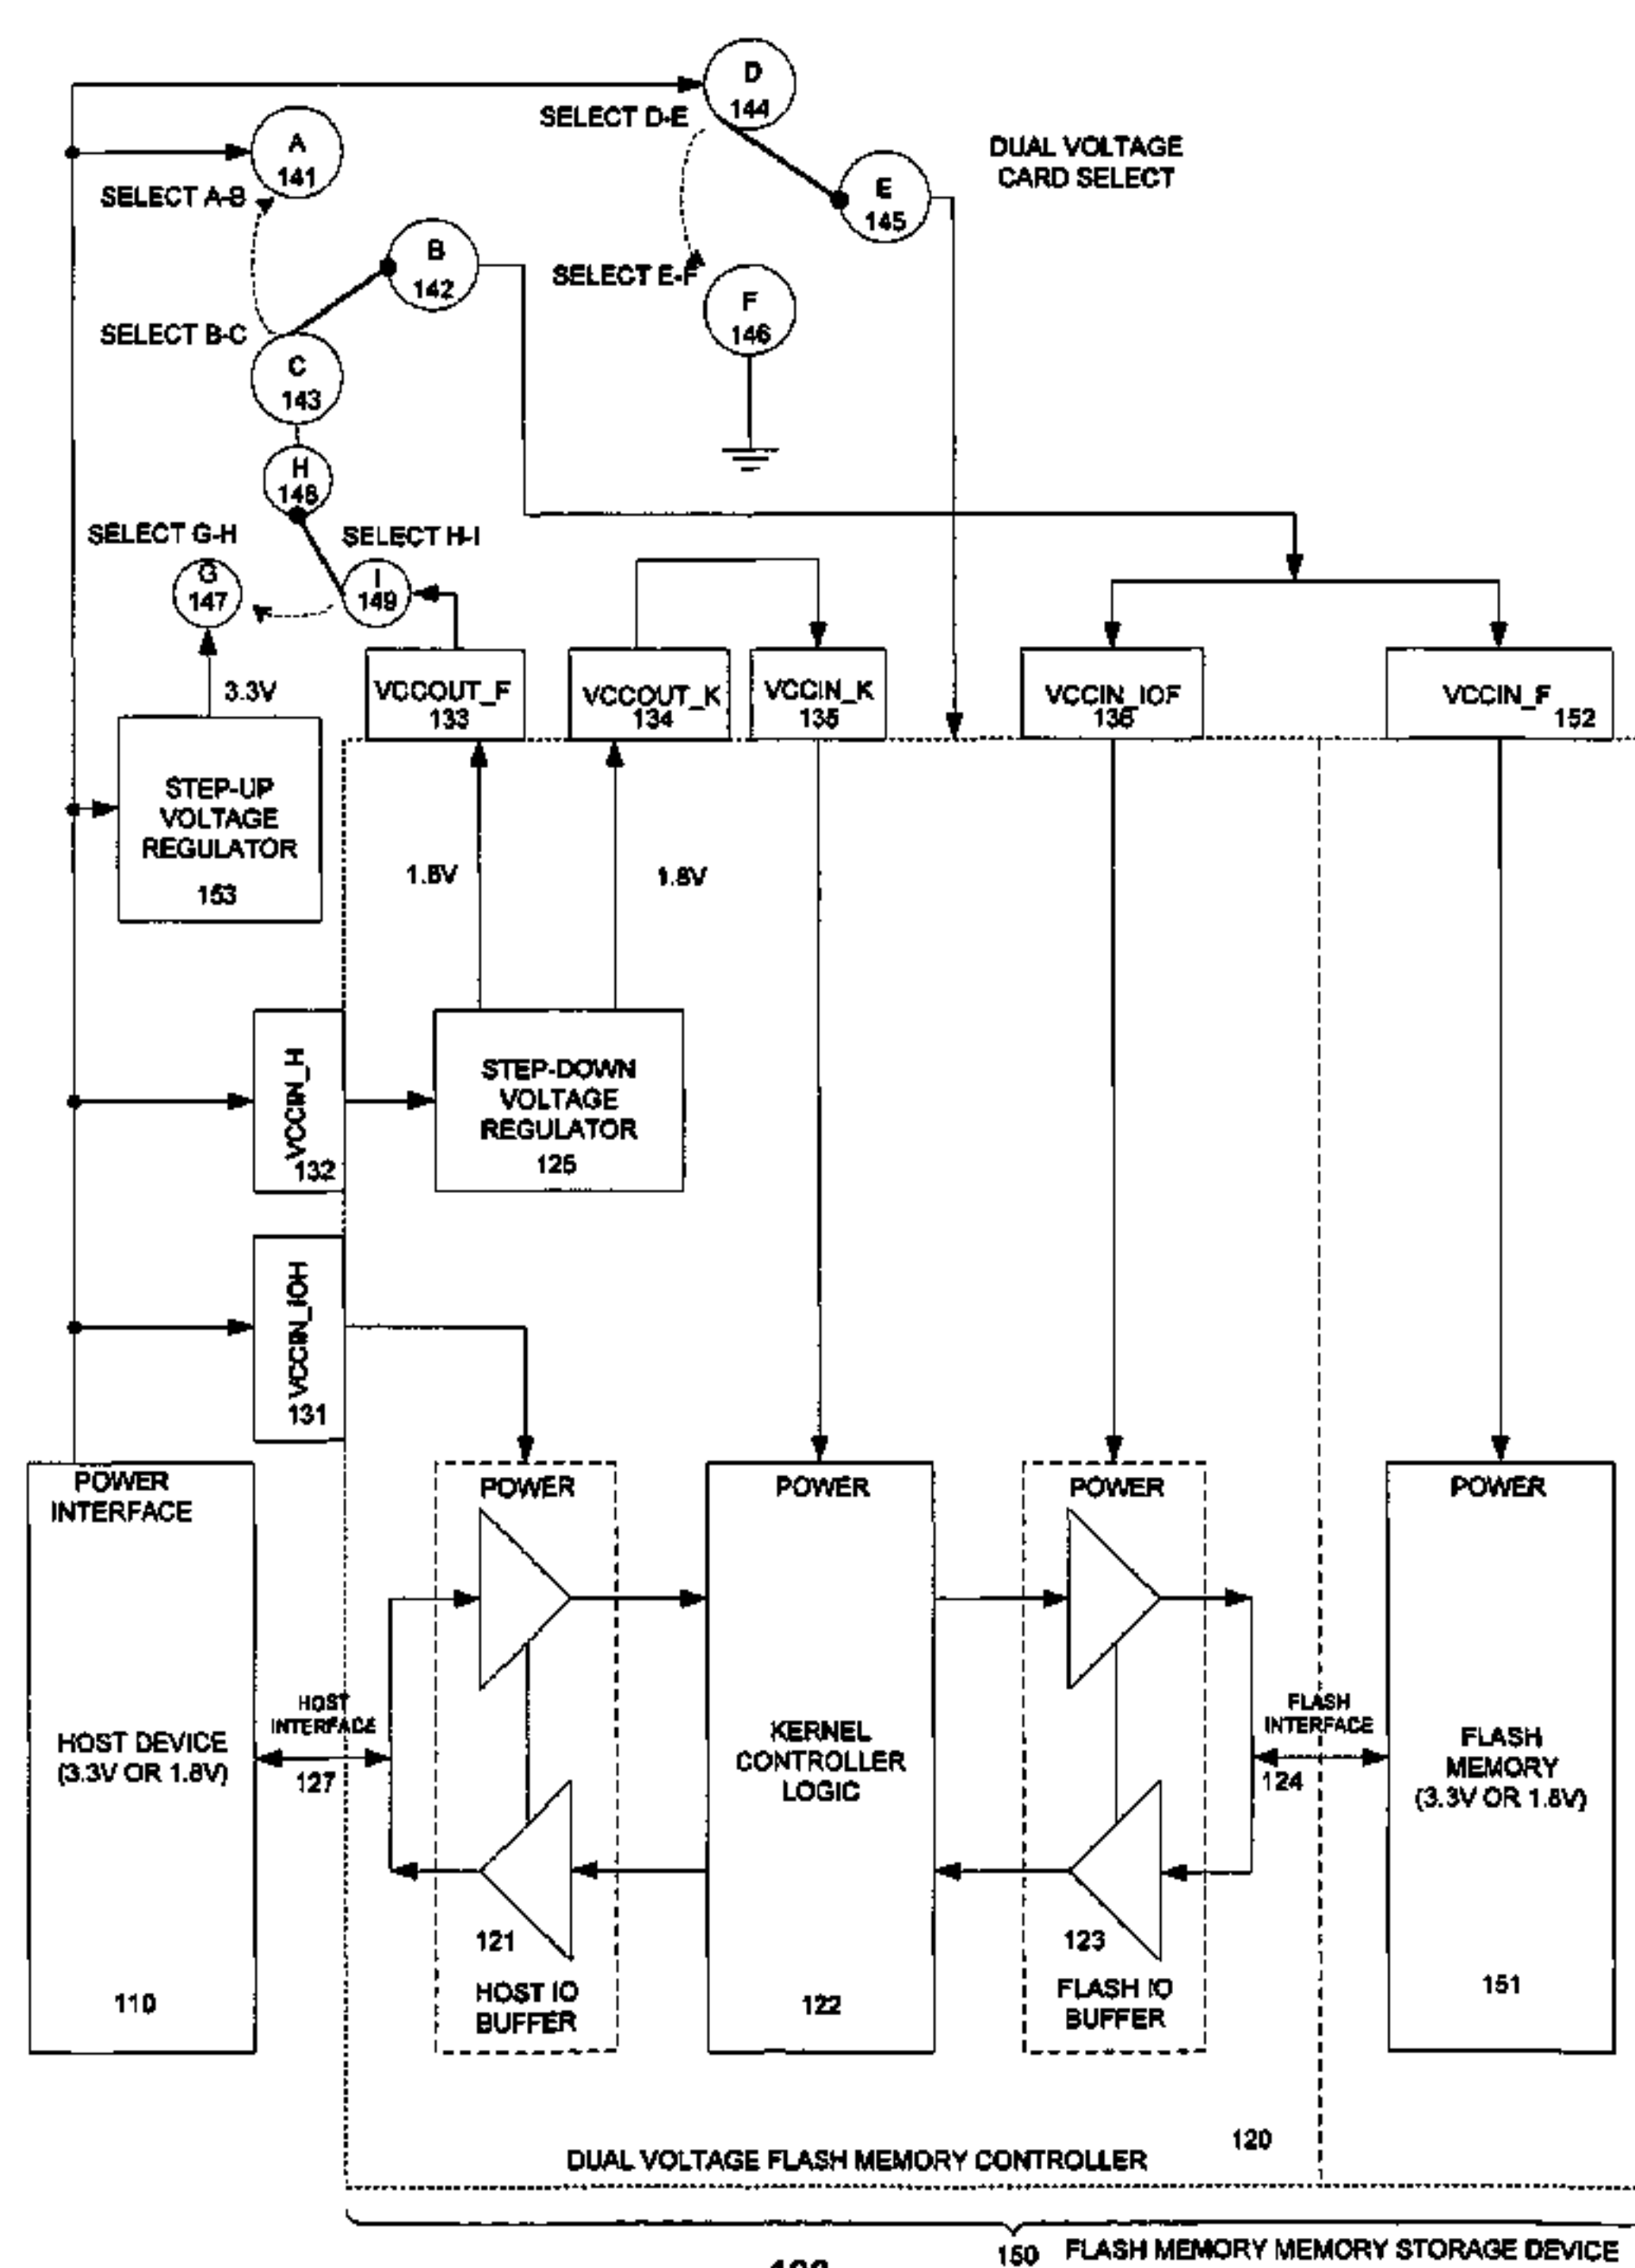 D
144
SELECT D-E
A
141
SELECT A-B
DUAL VOLTAGE
CARD SELECT
E
145
B
142
SELECT E-F
F
146
SELECT B-C
C
143
H
148
SELECT G-H
SELECT H-I
G
147
I
149
3.3V
VCCOUT_F
133
VCCOUT_K
134
VCCIN_K
135
VCCIN_IOF
136
VCCIN_F
152
STEP-UP
VOLTAGE
REGULATOR
153
1.8V
1.8V
VCCIN_H
132
STEP-DOWN
VOLTAGE
REGULATOR
125
VCCIN_IOH
131
POWER
INTERFACE
POWER
POWER
POWER
POWER
HOST DEVICE
(3.3V OR 1.8V)
HOST
INTERFACE
127
KERNEL
CONTROLLER
LOGIC
FLASH
INTERFACE
124
FLASH
MEMORY
(3.3V OR 1.8V)
110
121
HOST IO
BUFFER
122
123
FLASH IO
BUFFER
151
DUAL VOLTAGE FLASH MEMORY CONTROLLER
120
150 FLASH MEMORY MEMORY STORAGE DEVICE